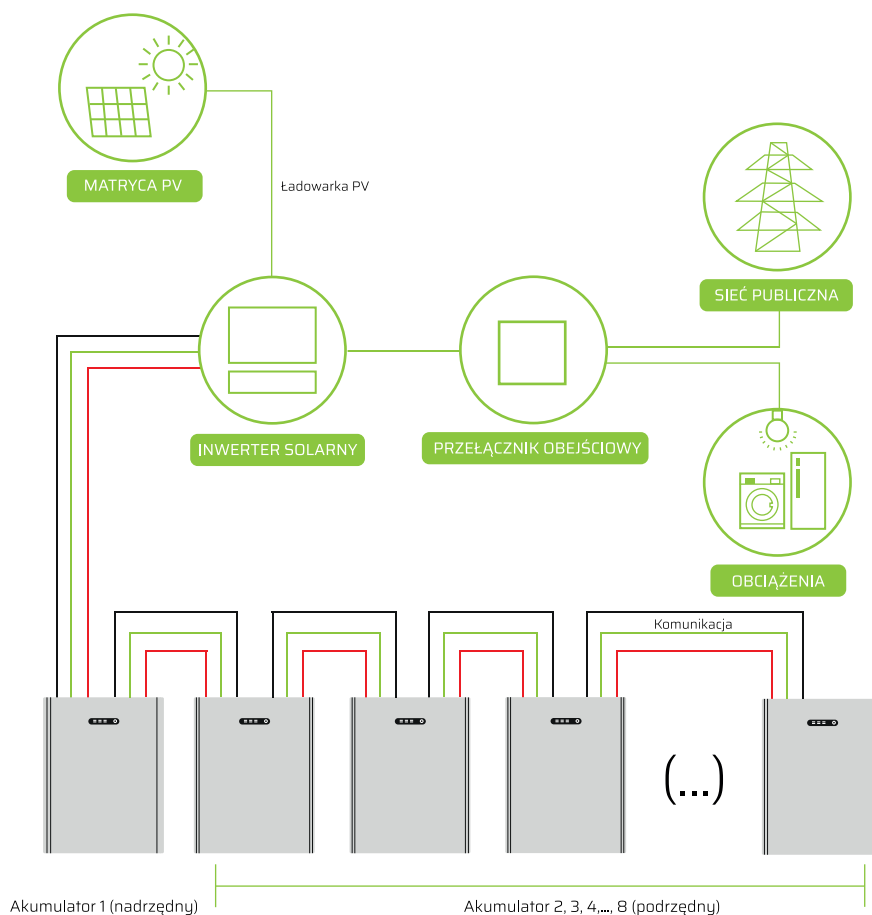 MATRYCA PV
Ładowarka PV
SIEĆ PUBLICZNA
INWERTER SOLARNY
PRZEŁĄCZNIK OBEJŚCIOWY
OBCIĄŻENIA
Komunikacja
(...)
Akumulator 1 (nadrzędny)
Akumulator 2, 3, 4,..., 8 (podrzędny)